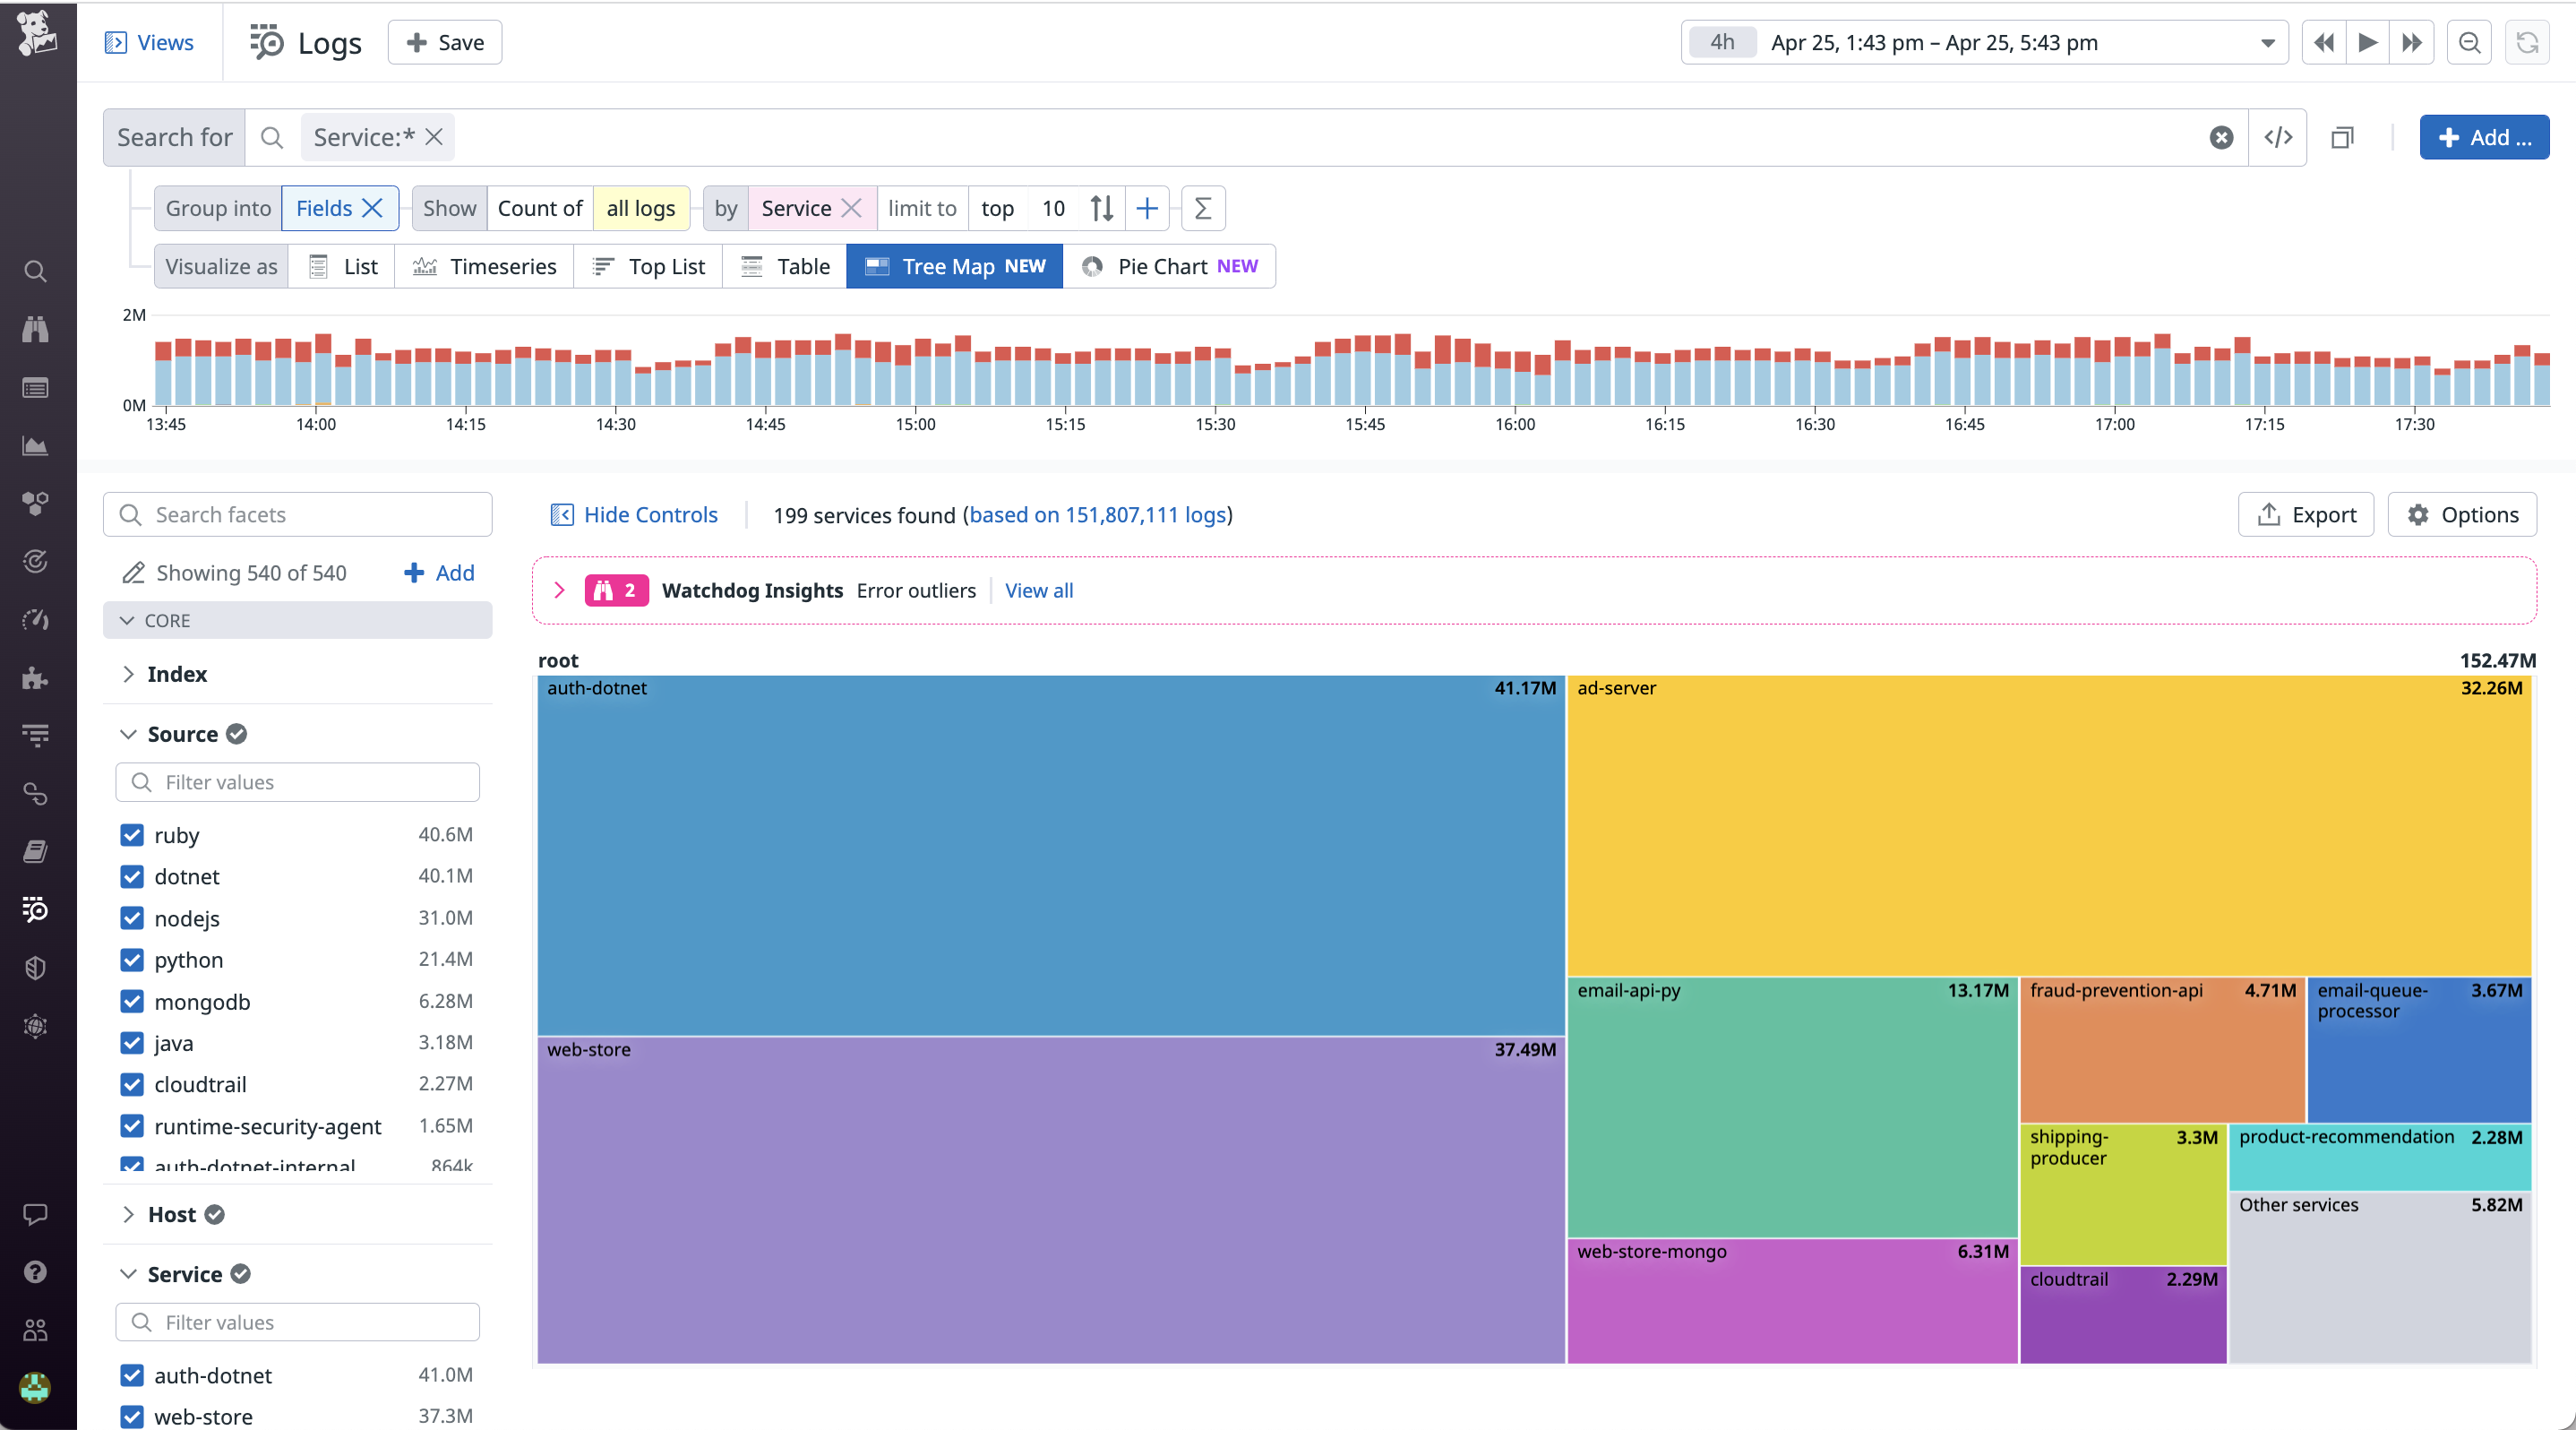 Views
Logs
Save
4h Apr 25, 1:43 pm – Apr 25, 5:43 pm
Search for Service:*
Add ...
Group into Fields Show Count of all logs by Service limit to top 10
Visualize as List Timeseries Top List Table Tree Map NEW Pie Chart NEW
2M
0M
13:45 14:00 14:15 14:30 14:45 15:00 15:15 15:30 15:45 16:00 16:15 16:30 16:45 17:00 17:15 17:30
Search facets
Showing 540 of 540 Add
CORE
Index
Source
Filter values
ruby 40.6M
dotnet 40.1M
nodejs 31.0M
python 21.4M
mongodb 6.28M
java 3.18M
cloudtrail 2.27M
runtime-security-agent 1.65M
auth-dotnet-internal 864k
Host
Service
Filter values
auth-dotnet 41.0M
web-store 37.3M
Hide Controls 199 services found (based on 151,807,111 logs)
Export Options
2 Watchdog Insights Error outliers View all
root 152.47M
auth-dotnet 41.17M
web-store 37.49M
ad-server 32.26M
email-api-py 13.17M
web-store-mongo 6.31M
fraud-prevention-api 4.71M
email-queue- 3.67M
processor
shipping- 3.3M
producer
product-recommendation 2.28M
Other services 5.82M
cloudtrail 2.29M